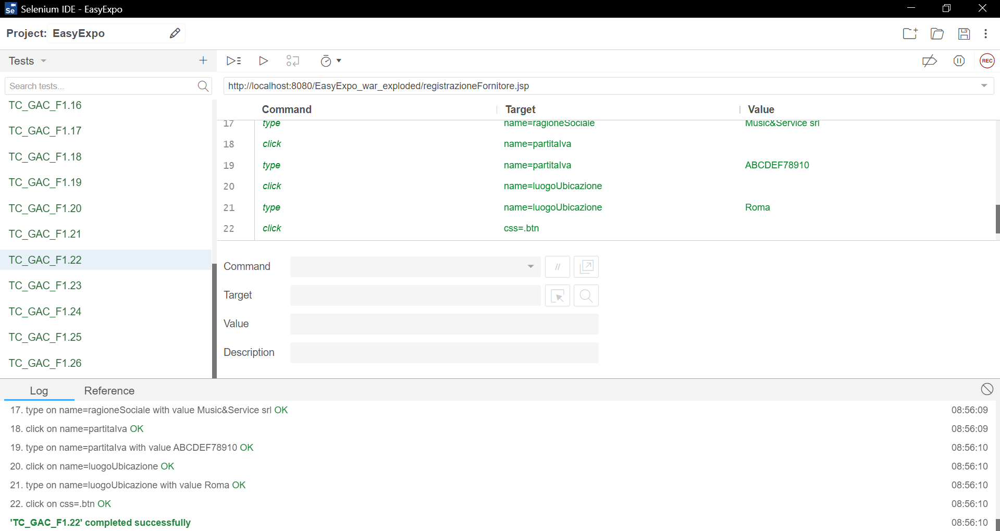 Se Selenium IDE - EasyExpo
Project: EasyExpo
Tests
REC
Search tests...
http://localhost:8080/EasyExpo_war_exploded/registrazioneFornitore.jsp
TC_GAC_F1.16
TC_GAC_F1.17
TC_GAC_F1.18
TC_GAC_F1.19
TC_GAC_F1.20
TC_GAC_F1.21
TC_GAC_F1.22
TC_GAC_F1.23
TC_GAC_F1.24
TC_GAC_F1.25
TC_GAC_F1.26
Command Target Value
17 type name=ragioneSociale Music&Service srl
18 click name=partitaIva
19 type name=partitaIva ABCDEF78910
20 click name=luogoUbicazione
21 type name=luogoUbicazione Roma
22 click css=.btn
Command //
Target
Value
Description
Log Reference
17. type on name=ragioneSociale with value Music&Service srl OK 08:56:09
18. click on name=partitaIva OK 08:56:09
19. type on name=partitaIva with value ABCDEF78910 OK 08:56:10
20. click on name=luogoUbicazione OK 08:56:10
21. type on name=luogoUbicazione with value Roma OK 08:56:10
22. click on css=.btn OK 08:56:10
'TC_GAC_F1.22' completed successfully 08:56:10